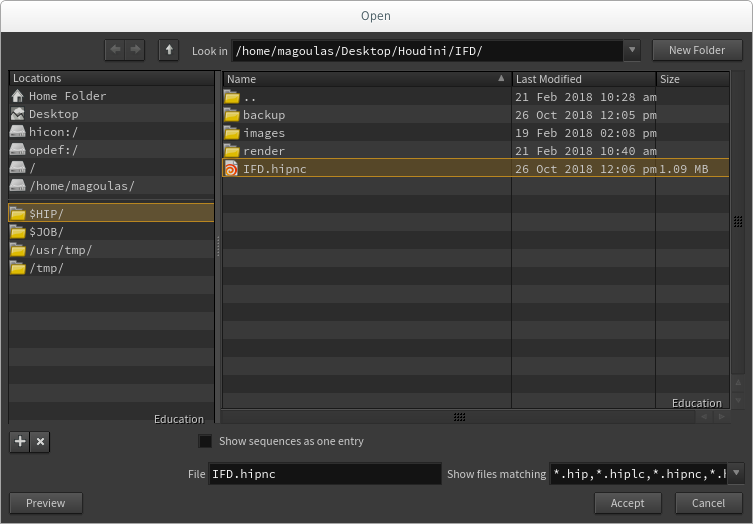 Open
Look in /home/magoulas/Desktop/Houdini/IFD/ New Folder
Locations
Home Folder
Desktop
hicon:/
opdef:/
/
/home/magoulas/
$HIP/
$JOB/
/usr/tmp/
/tmp/
Education
Name Last Modified Size
.. 21 Feb 2018 10:28 am
backup 26 Oct 2018 12:05 pm
images 19 Feb 2018 02:08 pm
render 21 Feb 2018 10:40 am
IFD.hipnc 26 Oct 2018 12:06 pm 1.09 MB
Education
Show sequences as one entry
File IFD.hipnc Show files matching *.hip,*.hiplc,*.hipnc,*.h
Preview Accept Cancel